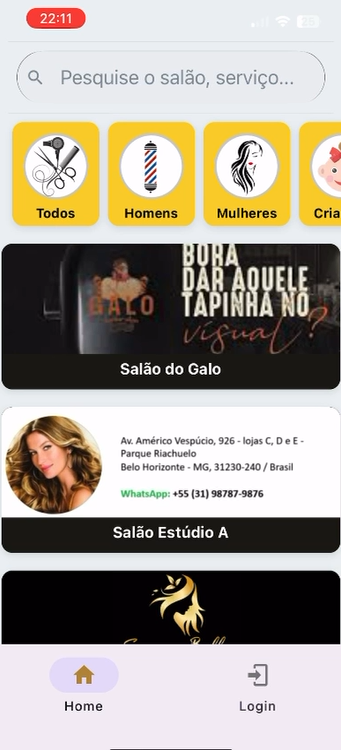 22:11
Pesquise o salão, serviço...
Todos
Homens
Mulheres
Cria
BORA
DAR AQUELE
TAPINHA NO
visual?
GALO
Salão do Galo
Av. Américo Vespúcio, 926 - lojas C, D e E -
Parque Riachuelo
Belo Horizonte - MG, 31230-240 / Brasil
WhatsApp: +55 (31) 98787-9876
Salão Estúdio A
Home
Login